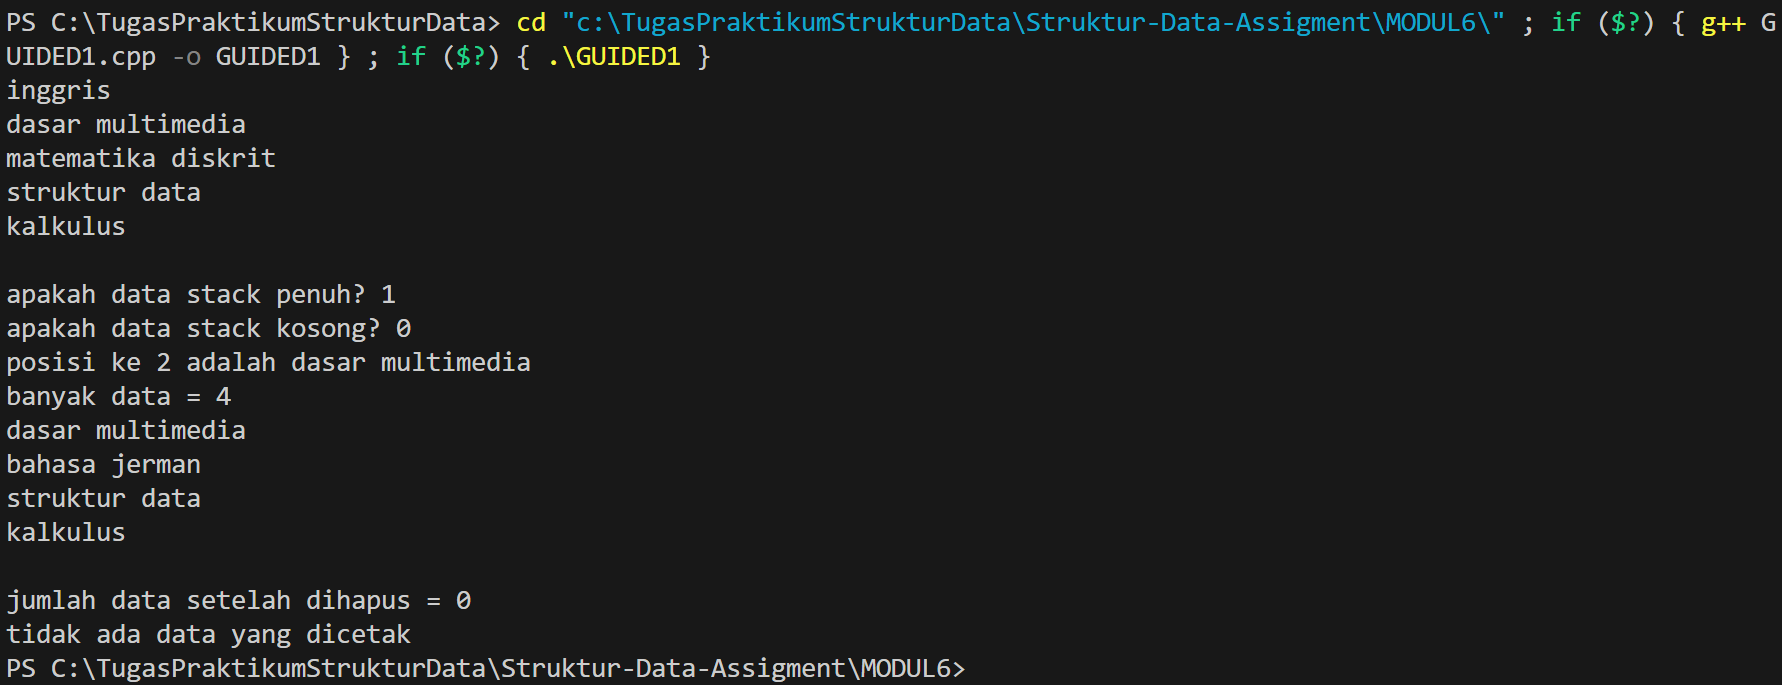 PS C:\TugasPraktikumStrukturData> cd "c:\TugasPraktikumStrukturData\Struktur-Data-Assigment\MODUL6\" ; if ($?) { g++ G
UIDED1.cpp -o GUIDED1 } ; if ($?) { .\GUIDED1 }
inggris
dasar multimedia
matematika diskrit
struktur data
kalkulus
apakah data stack penuh? 1
apakah data stack kosong? 0
posisi ke 2 adalah dasar multimedia
banyak data = 4
dasar multimedia
bahasa jerman
struktur data
kalkulus
jumlah data setelah dihapus = 0
tidak ada data yang dicetak
PS C:\TugasPraktikumStrukturData\Struktur-Data-Assigment\MODUL6>